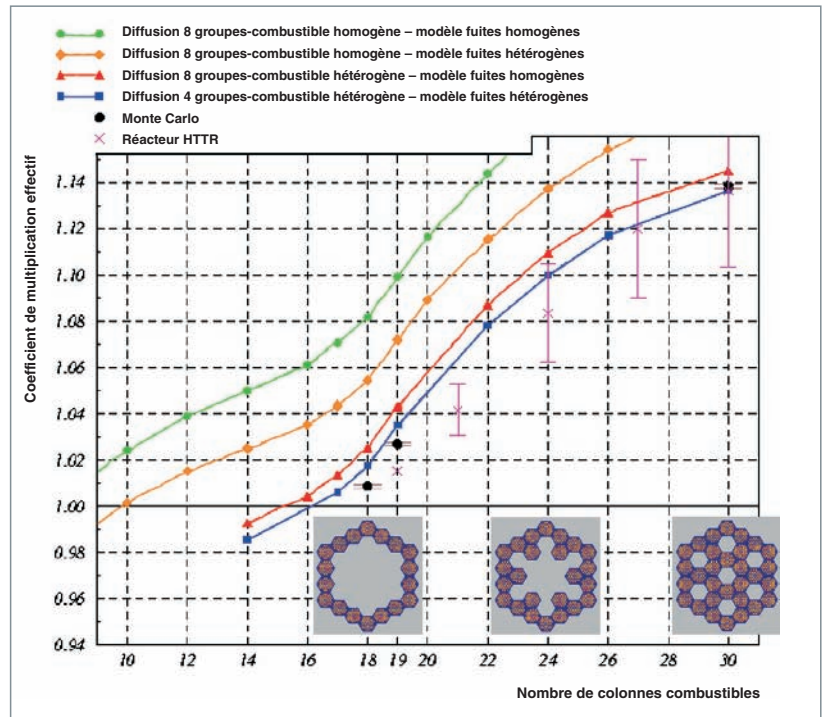 Diffusion 8 groupes-combustible homogène – modèle fuites homogènes
Diffusion 8 groupes-combustible homogène – modèle fuites hétérogènes
Diffusion 8 groupes-combustible hétérogène – modèle fuites homogènes
Diffusion 4 groupes-combustible hétérogène – modèle fuites hétérogènes
Monte Carlo
Réacteur HTTR
Coefficient de multiplication effectif
1.14
1.12
1.10
1.08
1.06
1.04
1.02
1.00
0.98
0.96
0.94
10 12 14 16 18 19 20 22 24 26 28 30
Nombre de colonnes combustibles